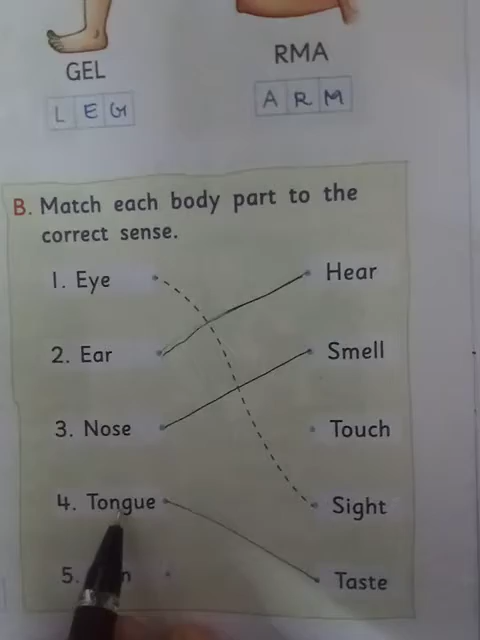 GEL
RMA
L E G
A R M
B. Match each body part to the
correct sense.
1. Eye
Hear
2. Ear
Smell
3. Nose
Touch
4. Tongue
Sight
5.
Taste